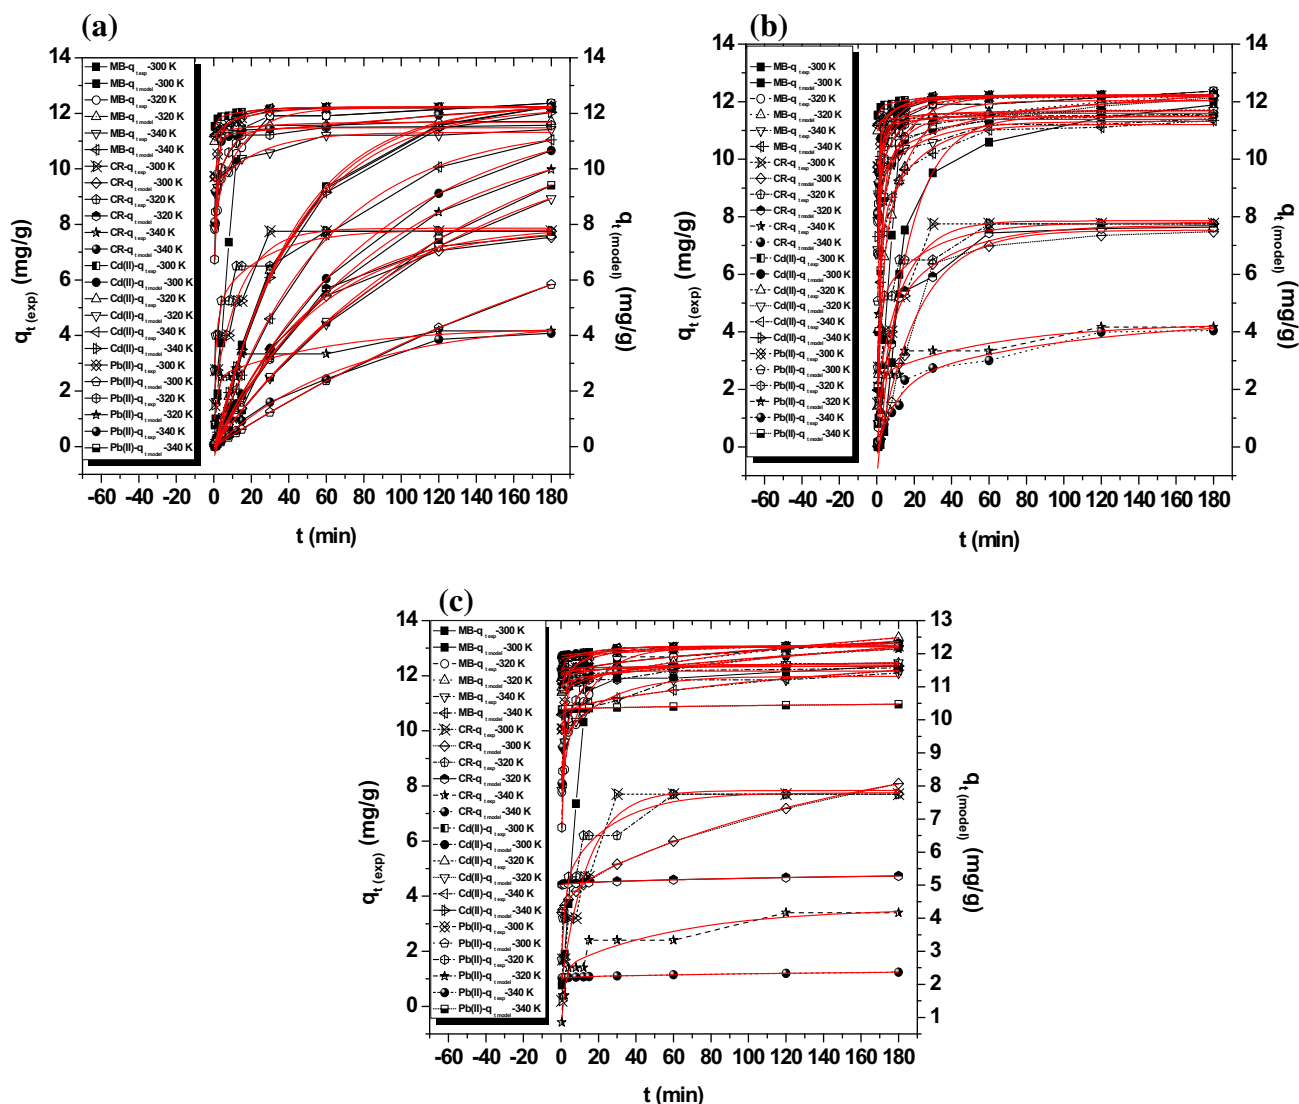 (a)
14
12
10
8
6
4
2
0
q t (exp) (mg/g)
MB-q t exp -300 K
MB-q t model -300 K
MB-q t exp -320 K
MB-q t model -320 K
MB-q t exp -340 K
MB-q t model -340 K
CR-q t exp -300 K
CR-q t model -300 K
CR-q t exp -320 K
CR-q t model -320 K
CR-q t exp -340 K
CR-q t model -340 K
Cd(II)-q t exp -300 K
Cd(II)-q t model -300 K
Cd(II)-q t exp -320 K
Cd(II)-q t model -320 K
Cd(II)-q t exp -340 K
Cd(II)-q t model -340 K
Pb(II)-q t exp -300 K
Pb(II)-q t model -300 K
Pb(II)-q t exp -320 K
Pb(II)-q t model -320 K
Pb(II)-q t exp -340 K
Pb(II)-q t model -340 K
14
12
10
8
6
4
2
0
q t (model) (mg/g)
-60 -40 -20 0 20 40 60 80 100 120 140 160 180
t (min)
(b)
14
12
10
8
6
4
2
0
q t (exp) (mg/g)
MB-q t exp -300 K
MB-q t model -300 K
MB-q t exp -320 K
MB-q t model -320 K
MB-q t exp -340 K
MB-q t model -340 K
CR-q t exp -300 K
CR-q t model -300 K
CR-q t exp -320 K
CR-q t model -320 K
CR-q t exp -340 K
CR-q t model -340 K
Cd(II)-q t exp -300 K
Cd(II)-q t model -300 K
Cd(II)-q t exp -320 K
Cd(II)-q t model -320 K
Cd(II)-q t exp -340 K
Cd(II)-q t model -340 K
Pb(II)-q t exp -300 K
Pb(II)-q t model -300 K
Pb(II)-q t exp -320 K
Pb(II)-q t model -320 K
Pb(II)-q t exp -340 K
Pb(II)-q t model -340 K
14
12
10
8
6
4
2
0
q t (model) (mg/g)
-60 -40 -20 0 20 40 60 80 100 120 140 160 180
t (min)
(c)
14
12
10
8
6
4
2
0
q t (exp) (mg/g)
MB-q t exp -300 K
MB-q t model -300 K
MB-q t exp -320 K
MB-q t model -320 K
MB-q t exp -340 K
MB-q t model -340 K
CR-q t exp -300 K
CR-q t model -300 K
CR-q t exp -320 K
CR-q t model -320 K
CR-q t exp -340 K
CR-q t model -340 K
Cd(II)-q t exp -300 K
Cd(II)-q t model -300 K
Cd(II)-q t exp -320 K
Cd(II)-q t model -320 K
Cd(II)-q t exp -340 K
Cd(II)-q t model -340 K
Pb(II)-q t exp -300 K
Pb(II)-q t model -300 K
Pb(II)-q t exp -320 K
Pb(II)-q t model -320 K
Pb(II)-q t exp -340 K
Pb(II)-q t model -340 K
13
12
11
10
9
8
7
6
5
4
3
2
1
q t (model) (mg/g)
-60 -40 -20 0 20 40 60 80 100 120 140 160 180
t (min)